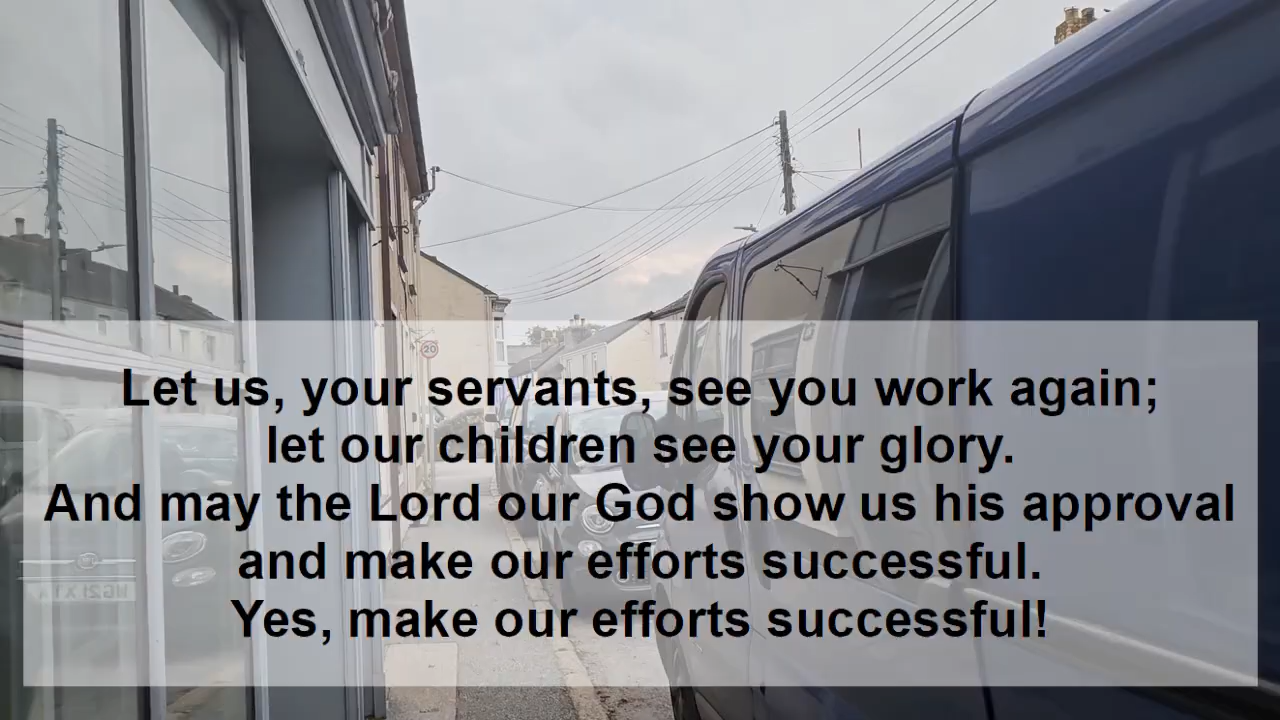 20
Let us, your servants, see you work again;
let our children see your glory.
And may the Lord our God show us his approval
and make our efforts successful.
Yes, make our efforts successful!